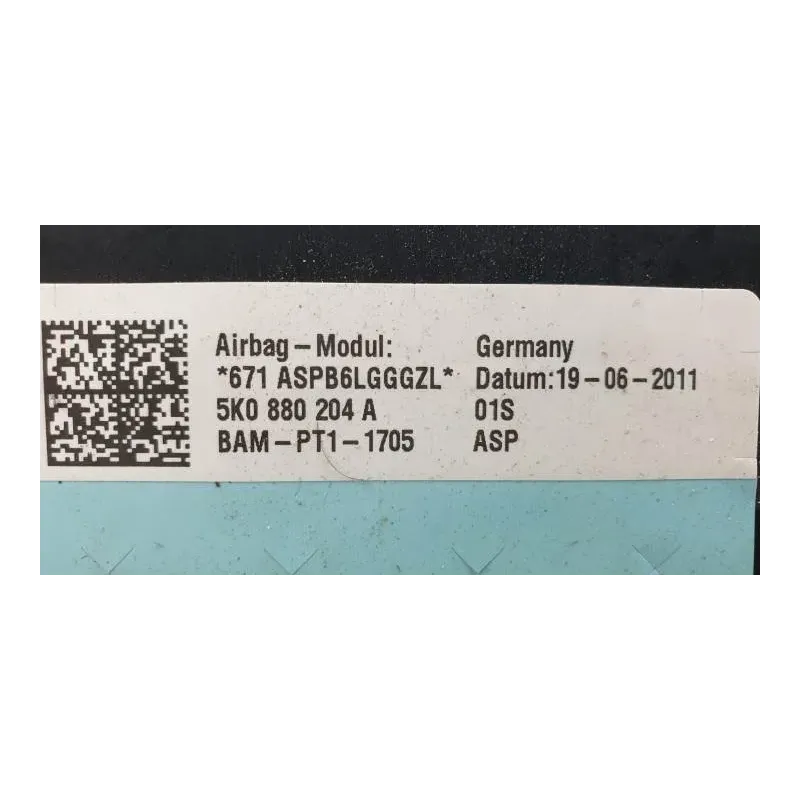 Airbag-Modul: Germany
*671 ASPB6LGGGZL* Datum:19-06-2011
5K0 880 204 A 01S
BAM-PT1-1705 ASP